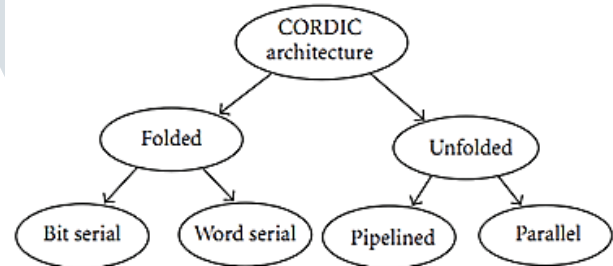 CORDIC
architecture
Folded
Unfolded
Bit serial
Word serial
Pipelined
Parallel